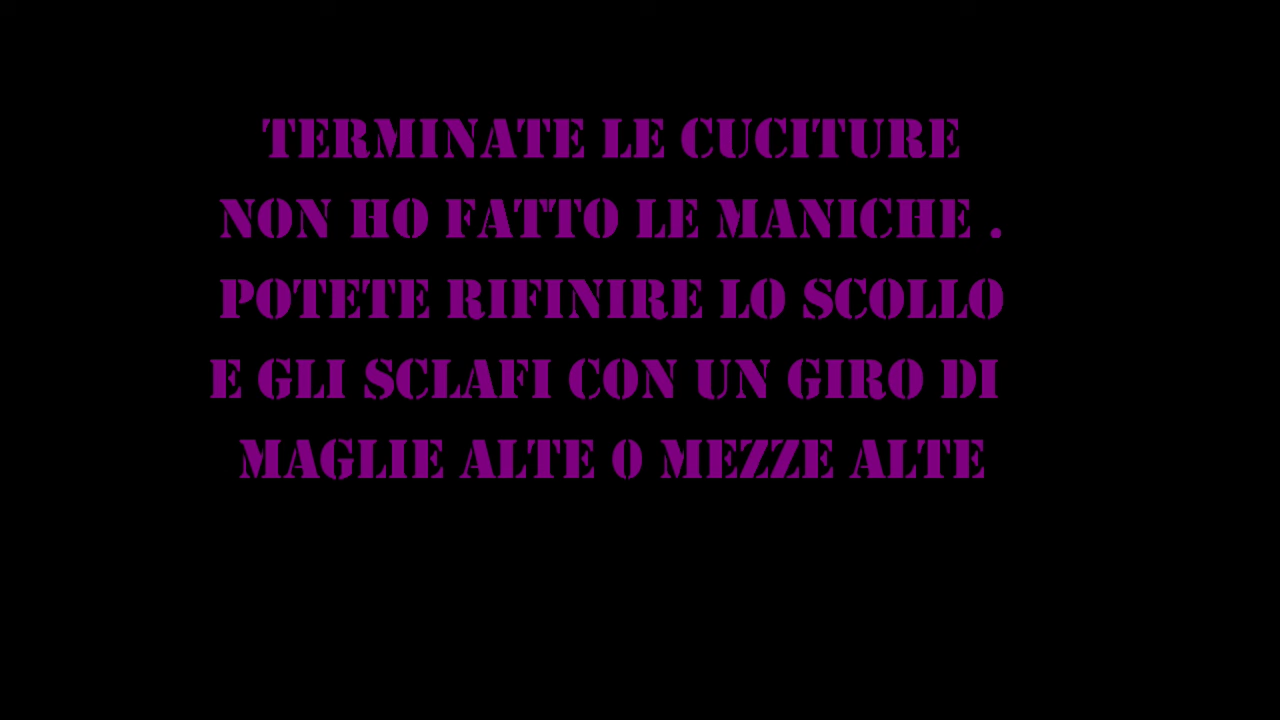 TERMINATE LE CUCITURE
NON HO FATTO LE MANICHE .
POTETE RIFINIRE LO SCOLLO
E GLI SCLAFI CON UN GIRO DI
MAGLIE ALTE O MEZZE ALTE